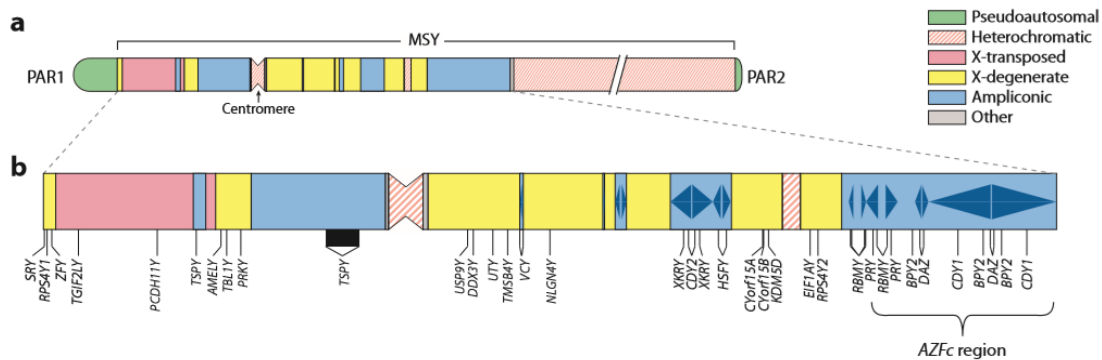 a
MSY
PAR1
PAR2
Centromere
Pseudoautosomal
Heterochromatic
X-transposed
X-degenerate
Ampliconic
Other
b
SRY
RPS4Y1
ZFY
TGIF2LY
PCDH11Y
TSPY
AMELY
TBL1Y
PRKY
TSPY
USP9Y
DDX3Y
UTY
TMSB4Y
VCY
NLGN4Y
XKRY
CDY2
XKRY
HSFY
CYorf15A
CYorf15B
KDM5D
EIF1AY
RPS4Y2
RBMY
PRY
RBMY
PRY
BPY2
DAZ
CDY1
BPY2
DAZ
BPY2
CDY1
AZFc region